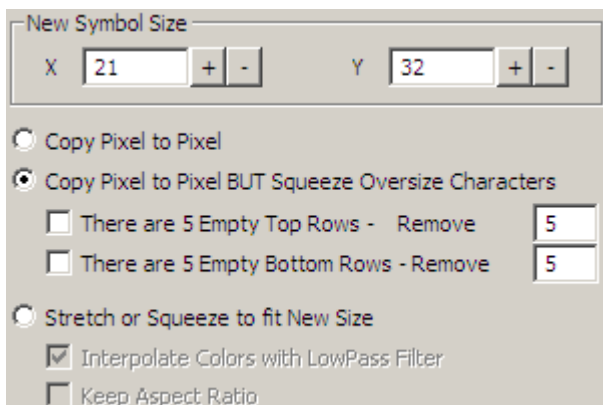 New Symbol Size
X 21 + - Y 32 + -
Copy Pixel to Pixel
Copy Pixel to Pixel BUT Squeeze Oversize Characters
There are 5 Empty Top Rows - Remove 5
There are 5 Empty Bottom Rows - Remove 5
Stretch or Squeeze to fit New Size
Interpolate Colors with LowPass Filter
Keep Aspect Ratio